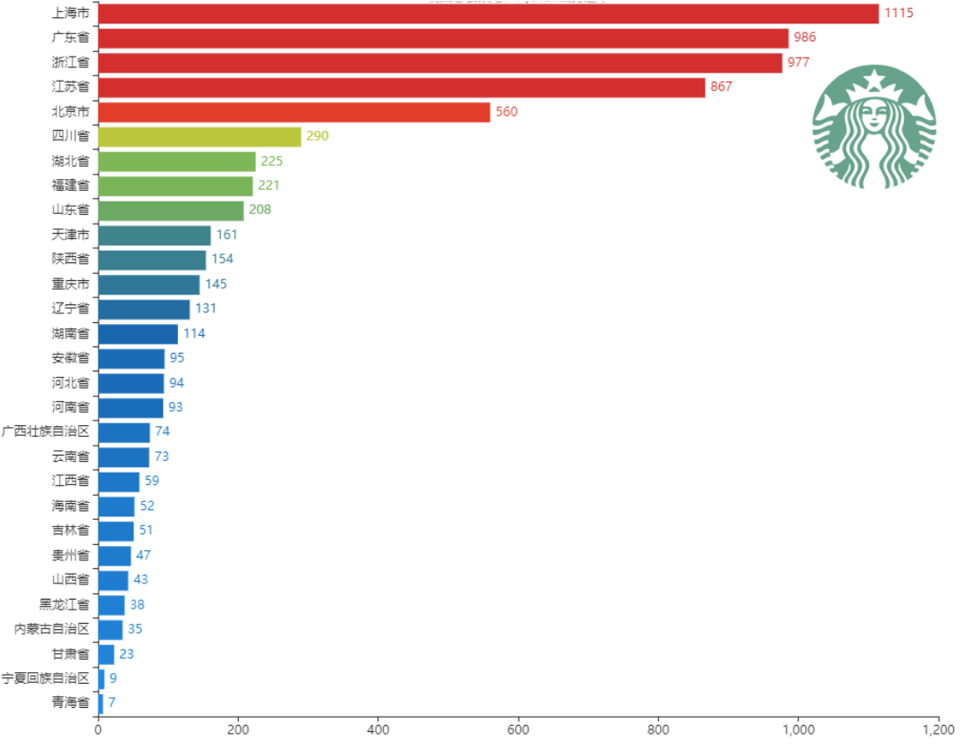 上海市 1115
广东省 986
浙江省 977
江苏省 867
北京市 560
四川省 290
湖北省 225
福建省 221
山东省 208
天津市 161
陕西省 154
重庆市 145
辽宁省 131
湖南省 114
安徽省 95
河北省 94
河南省 93
广西壮族自治区 74
云南省 73
江西省 59
海南省 52
吉林省 51
贵州省 47
山西省 43
黑龙江省 38
内蒙古自治区 35
甘肃省 23
宁夏回族自治区 9
青海省 7
0 200 400 600 800 1,000 1,200